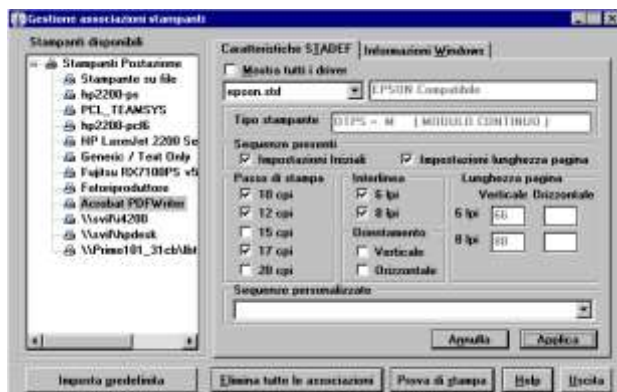 Gestione associazioni stampanti
Stampanti disponibili
Stampanti Postazione
Stampante su file
hp2200-ps
PCL_TEAMSYS
hp2200-pcl6
HP LaserJet 2200 Se
Generic / Text Only
Fujitsu RX7100PS v5
Fotoriproduttore
Acrobat PDFWriter
\\svil\i4200
\\svil\hpdesk
Caratteristiche STADEF
Informazioni Windows
Mostra tutti i driver
epson.std
EPSON Compatibile
Tipo stampante
DTPS - M ( MODULO CONTINUO )
Sequenze presenti
Impostazioni Iniziali
Impostazioni lunghezza pagina
Passo di stampa
10 cpi
12 cpi
15 cpi
17 cpi
20 cpi
Interlinea
6 lpi
8 lpi
Orientamento
Verticale
Orizzontale
Lunghezza pagina
Verticale Orizzontale
6 lpi 66
8 lpi 88
Sequenze personalizzate
Annulla
Applica
Imposta predefinita
Elimina tutte le associazioni
Prova di stampa
Help
Uscita